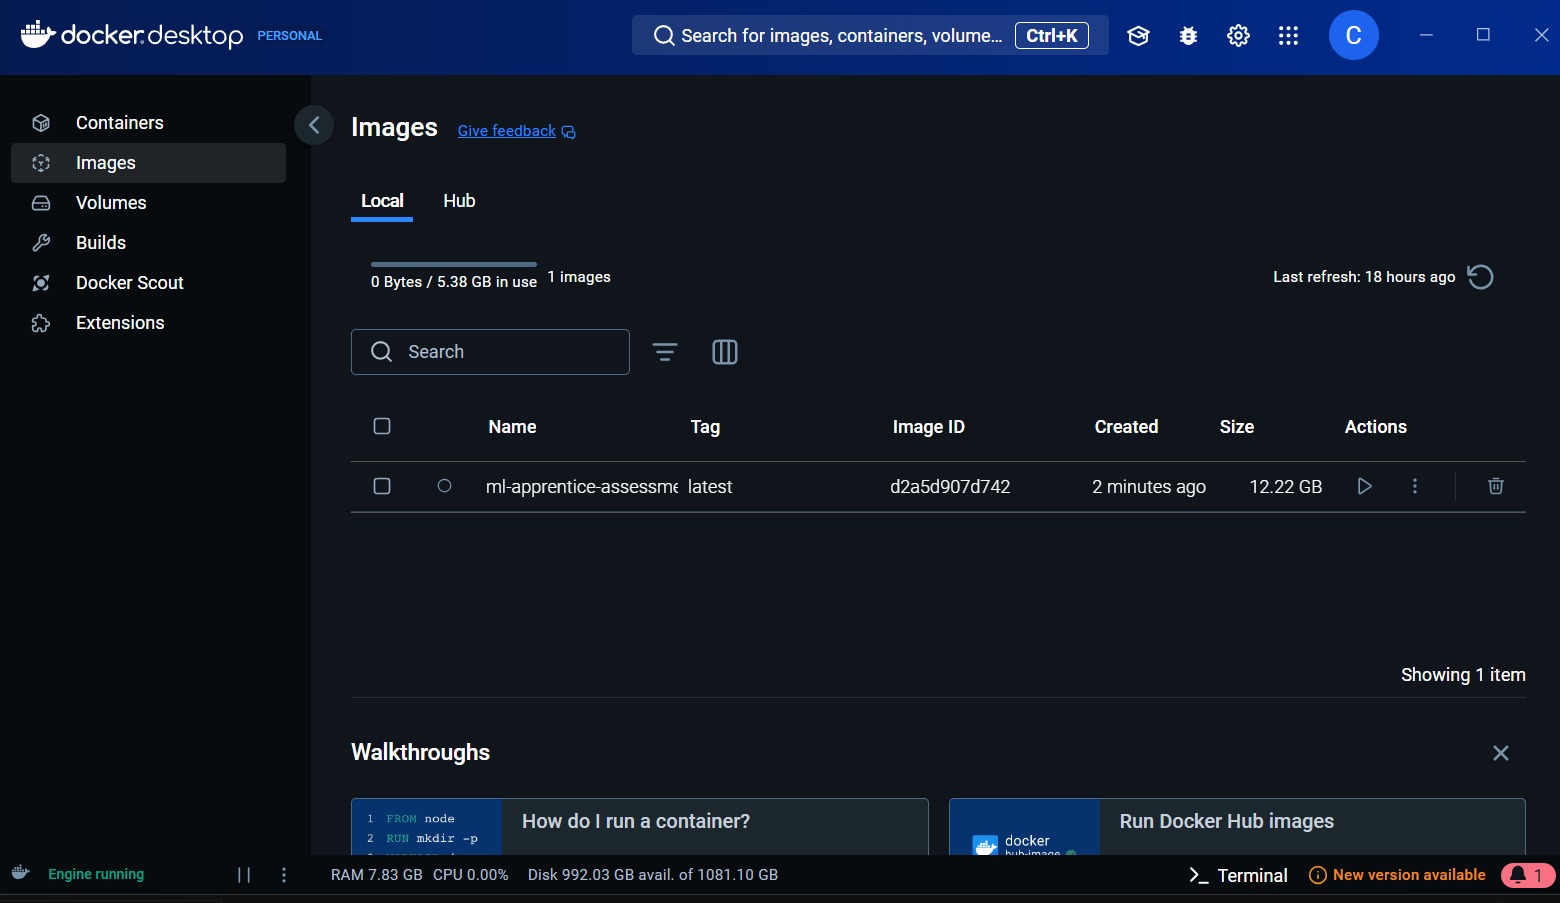 docker.desktop PERSONAL
Search for images, containers, volume... Ctrl+K
C
Containers
Images
Volumes
Builds
Docker Scout
Extensions
Images Give feedback
Local Hub
0 Bytes / 5.38 GB in use 1 images
Last refresh: 18 hours ago
Search
Name Tag Image ID Created Size Actions
ml-apprentice-assessme latest d2a5d907d742 2 minutes ago 12.22 GB
Showing 1 item
Walkthroughs
1 FROM node
2 RUN mkdir -p
How do I run a container?
docker
hub-image
Run Docker Hub images
Engine running
RAM 7.83 GB CPU 0.00% Disk 992.03 GB avail. of 1081.10 GB
Terminal
New version available
1